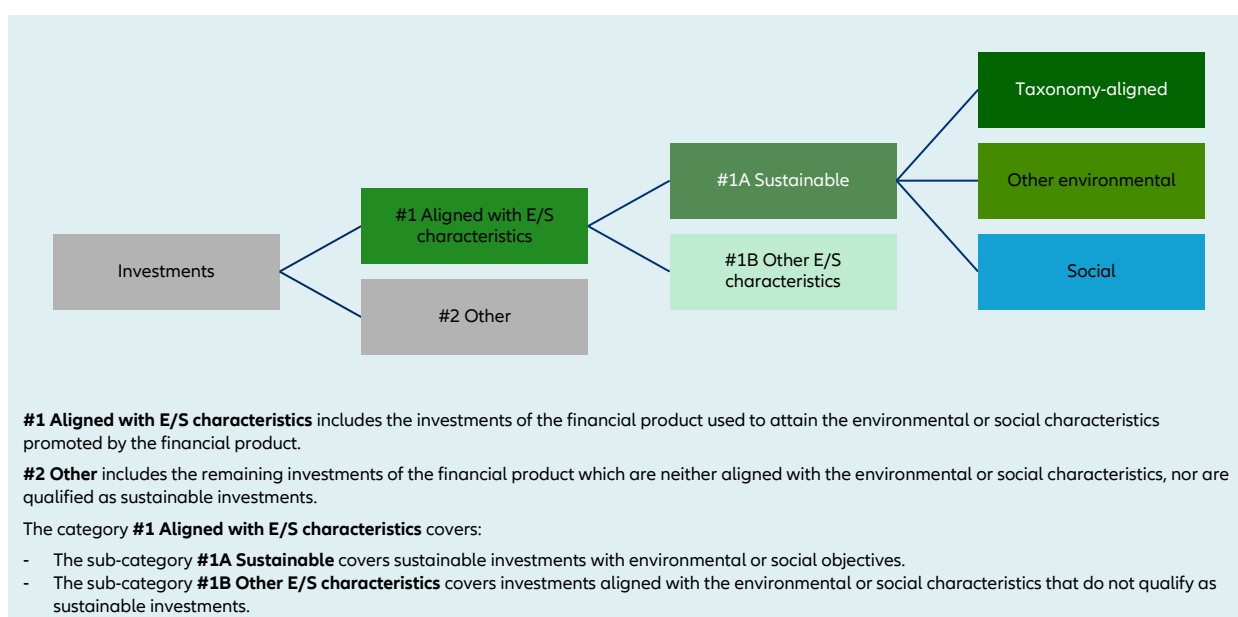 Taxonomy-aligned
#1A Sustainable
Other environmental
#1 Aligned with E/S
characteristics
Investments
#1B Other E/S
characteristics
Social
#2 Other
#1 Aligned with E/S characteristics includes the investments of the financial product used to attain the environmental or social characteristics
promoted by the financial product.
#2 Other includes the remaining investments of the financial product which are neither aligned with the environmental or social characteristics, nor are
qualified as sustainable investments.
The category #1 Aligned with E/S characteristics covers:
- The sub-category #1A Sustainable covers sustainable investments with environmental or social objectives.
- The sub-category #1B Other E/S characteristics covers investments aligned with the environmental or social characteristics that do not qualify as
sustainable investments.